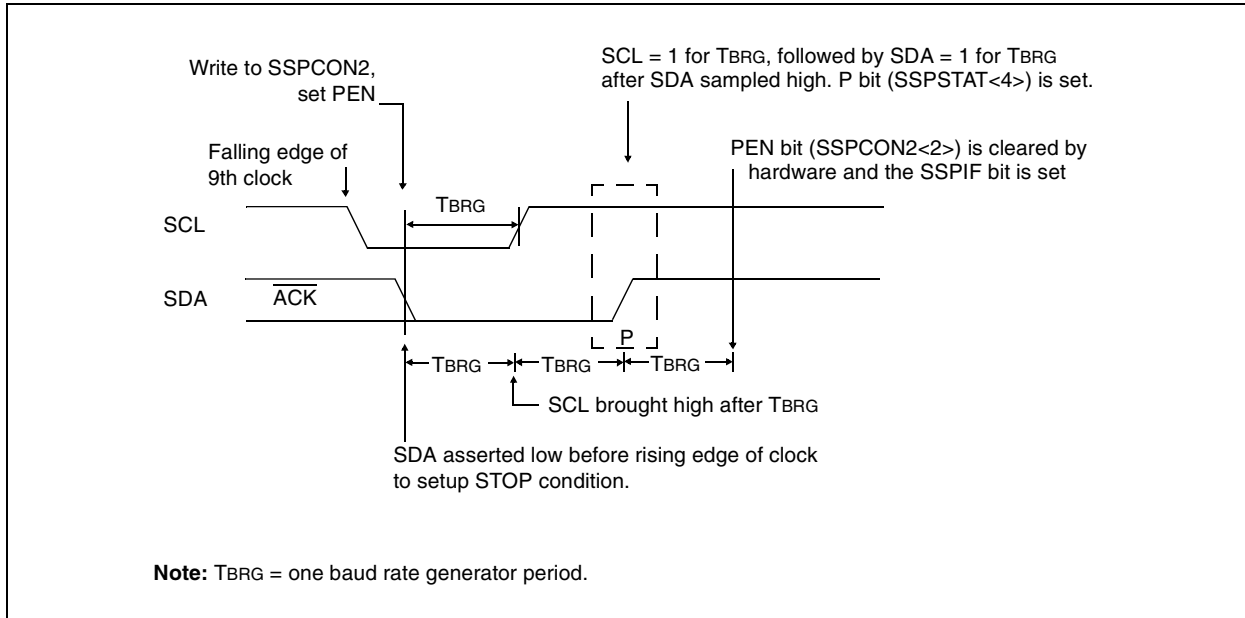 SCL = 1 for TBRG, followed by SDA = 1 for TBRG
after SDA sampled high. P bit (SSPSTAT<4>) is set.
Write to SSPCON2,
set PEN
PEN bit (SSPCON2<2>) is cleared by
hardware and the SSPIF bit is set
Falling edge of
9th clock
TBRG
SCL
SDA
ACK
P
TBRG TBRG TBRG
SCL brought high after TBRG
SDA asserted low before rising edge of clock
to setup STOP condition.
Note: TBRG = one baud rate generator period.